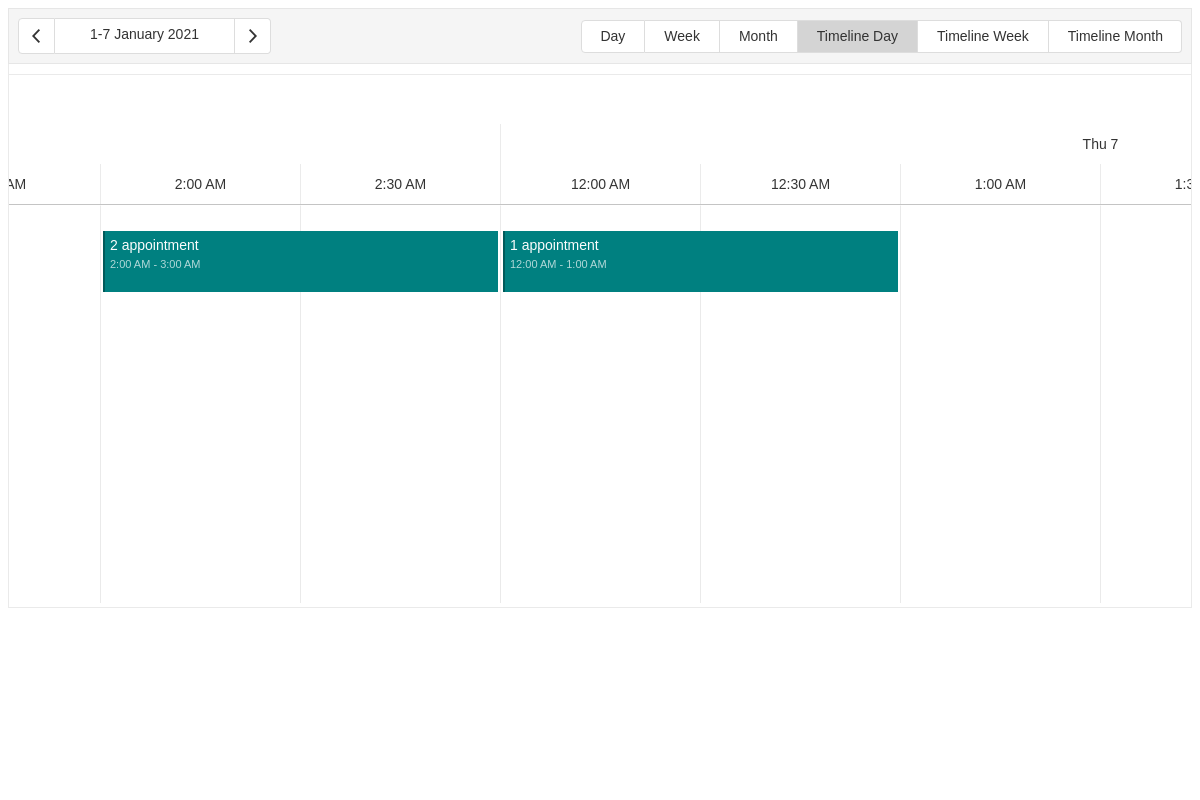 1-7 January 2021
Day Week Month Timeline Day Timeline Week Timeline Month
Thu 7
AM 2:00 AM 2:30 AM 12:00 AM 12:30 AM 1:00 AM 1:3
2 appointment 1 appointment
2:00 AM - 3:00 AM 12:00 AM - 1:00 AM